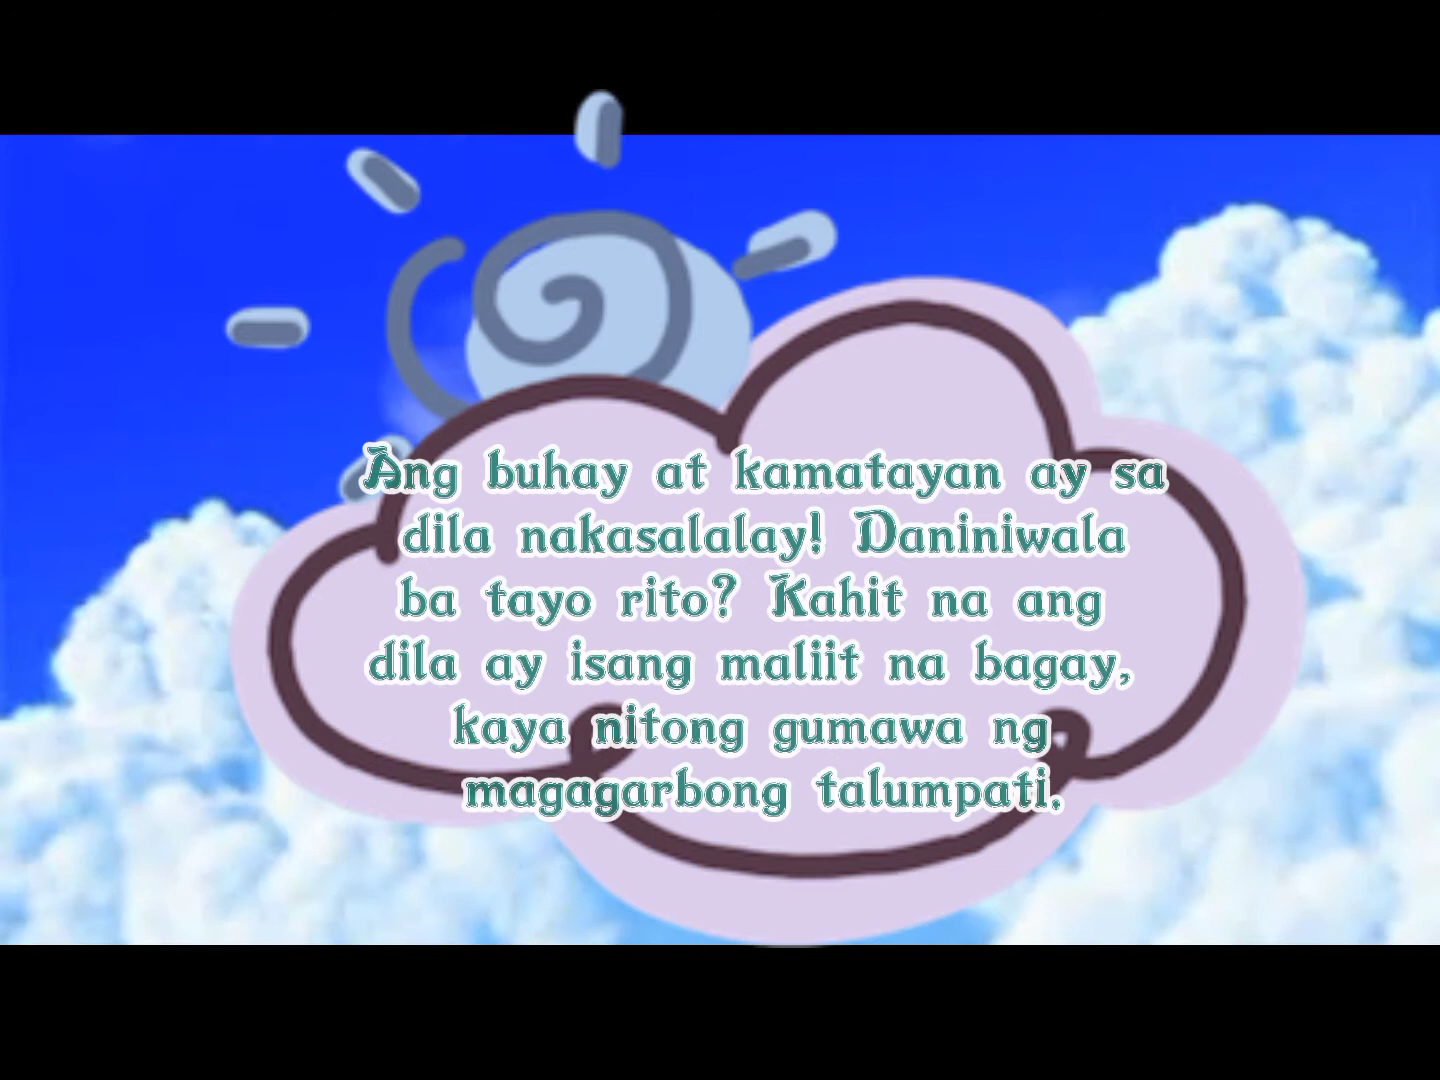 Ang buhay at kamatayan ay sa
dila nakasalalay! Daniniwala
ba tayo rito? Kahit na ang
dila ay isang maliit na bagay,
kaya nitong gumawa ng
magagarbong talumpati.